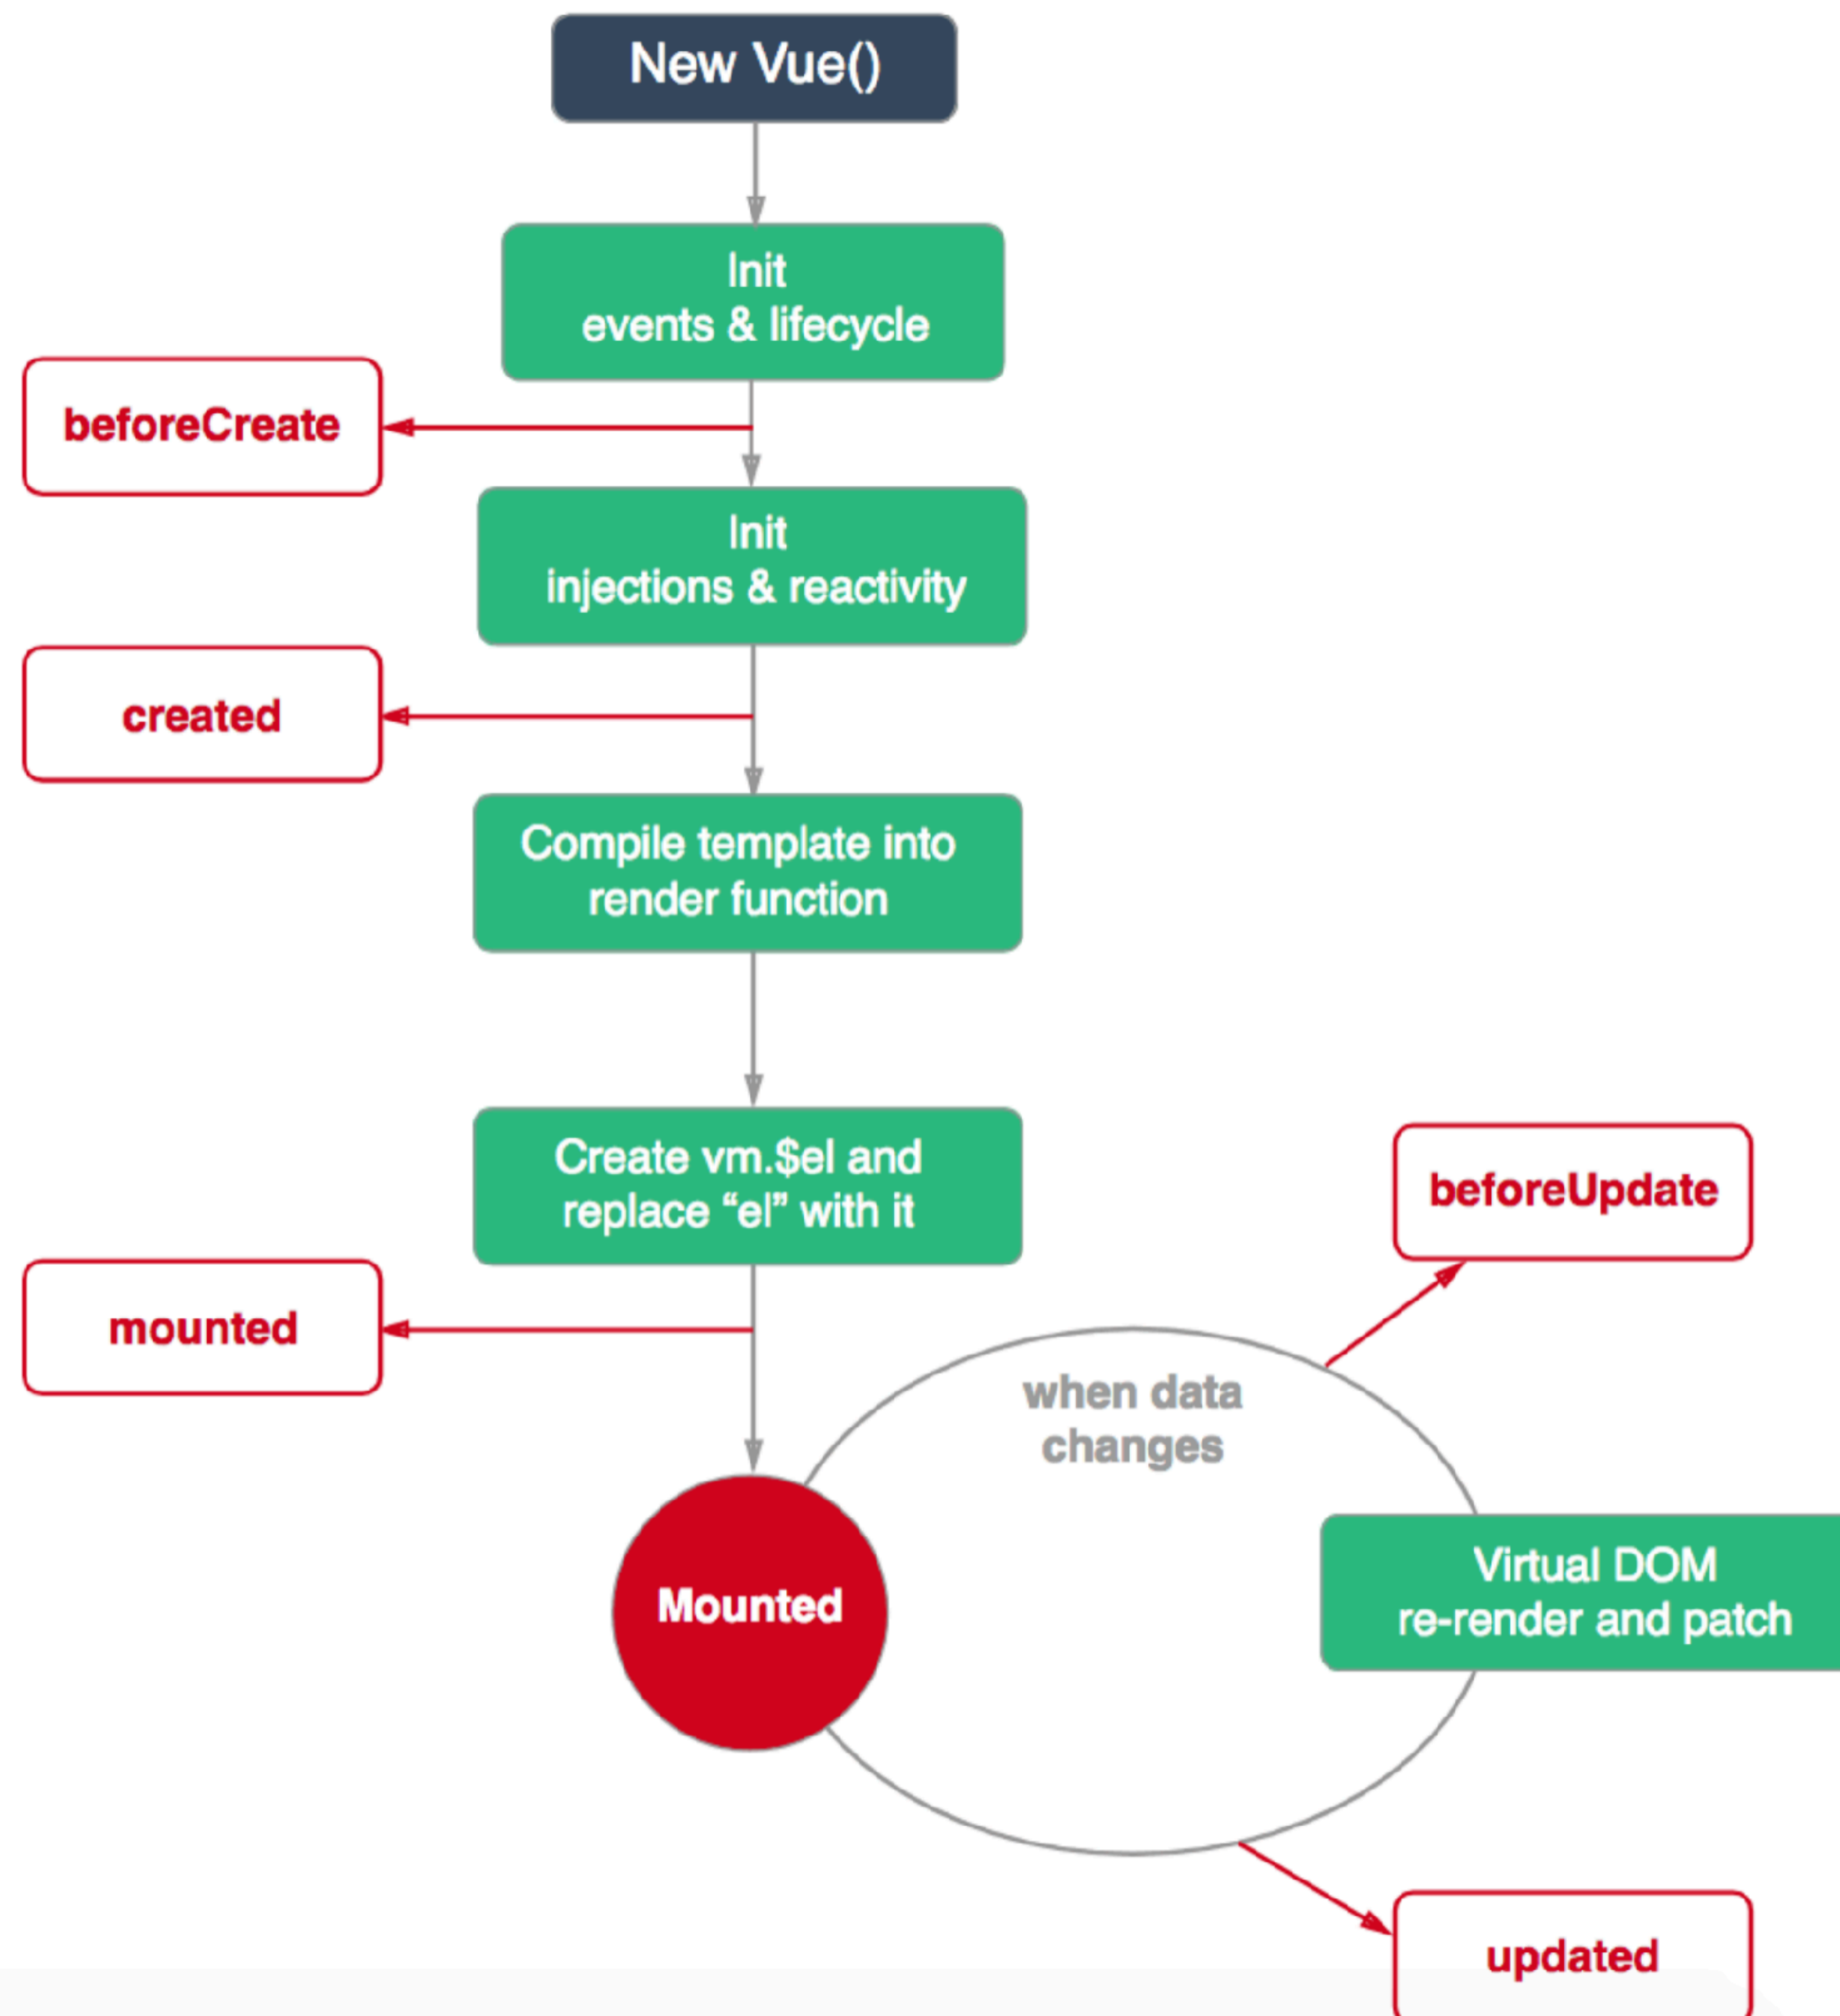 New Vue()
Init
events & lifecycle
beforeCreate
Init
injections & reactivity
created
Compile template into
render function
Create vm.$el and
replace “el” with it
beforeUpdate
mounted
when data
changes
Mounted
Virtual DOM
re-render and patch
updated